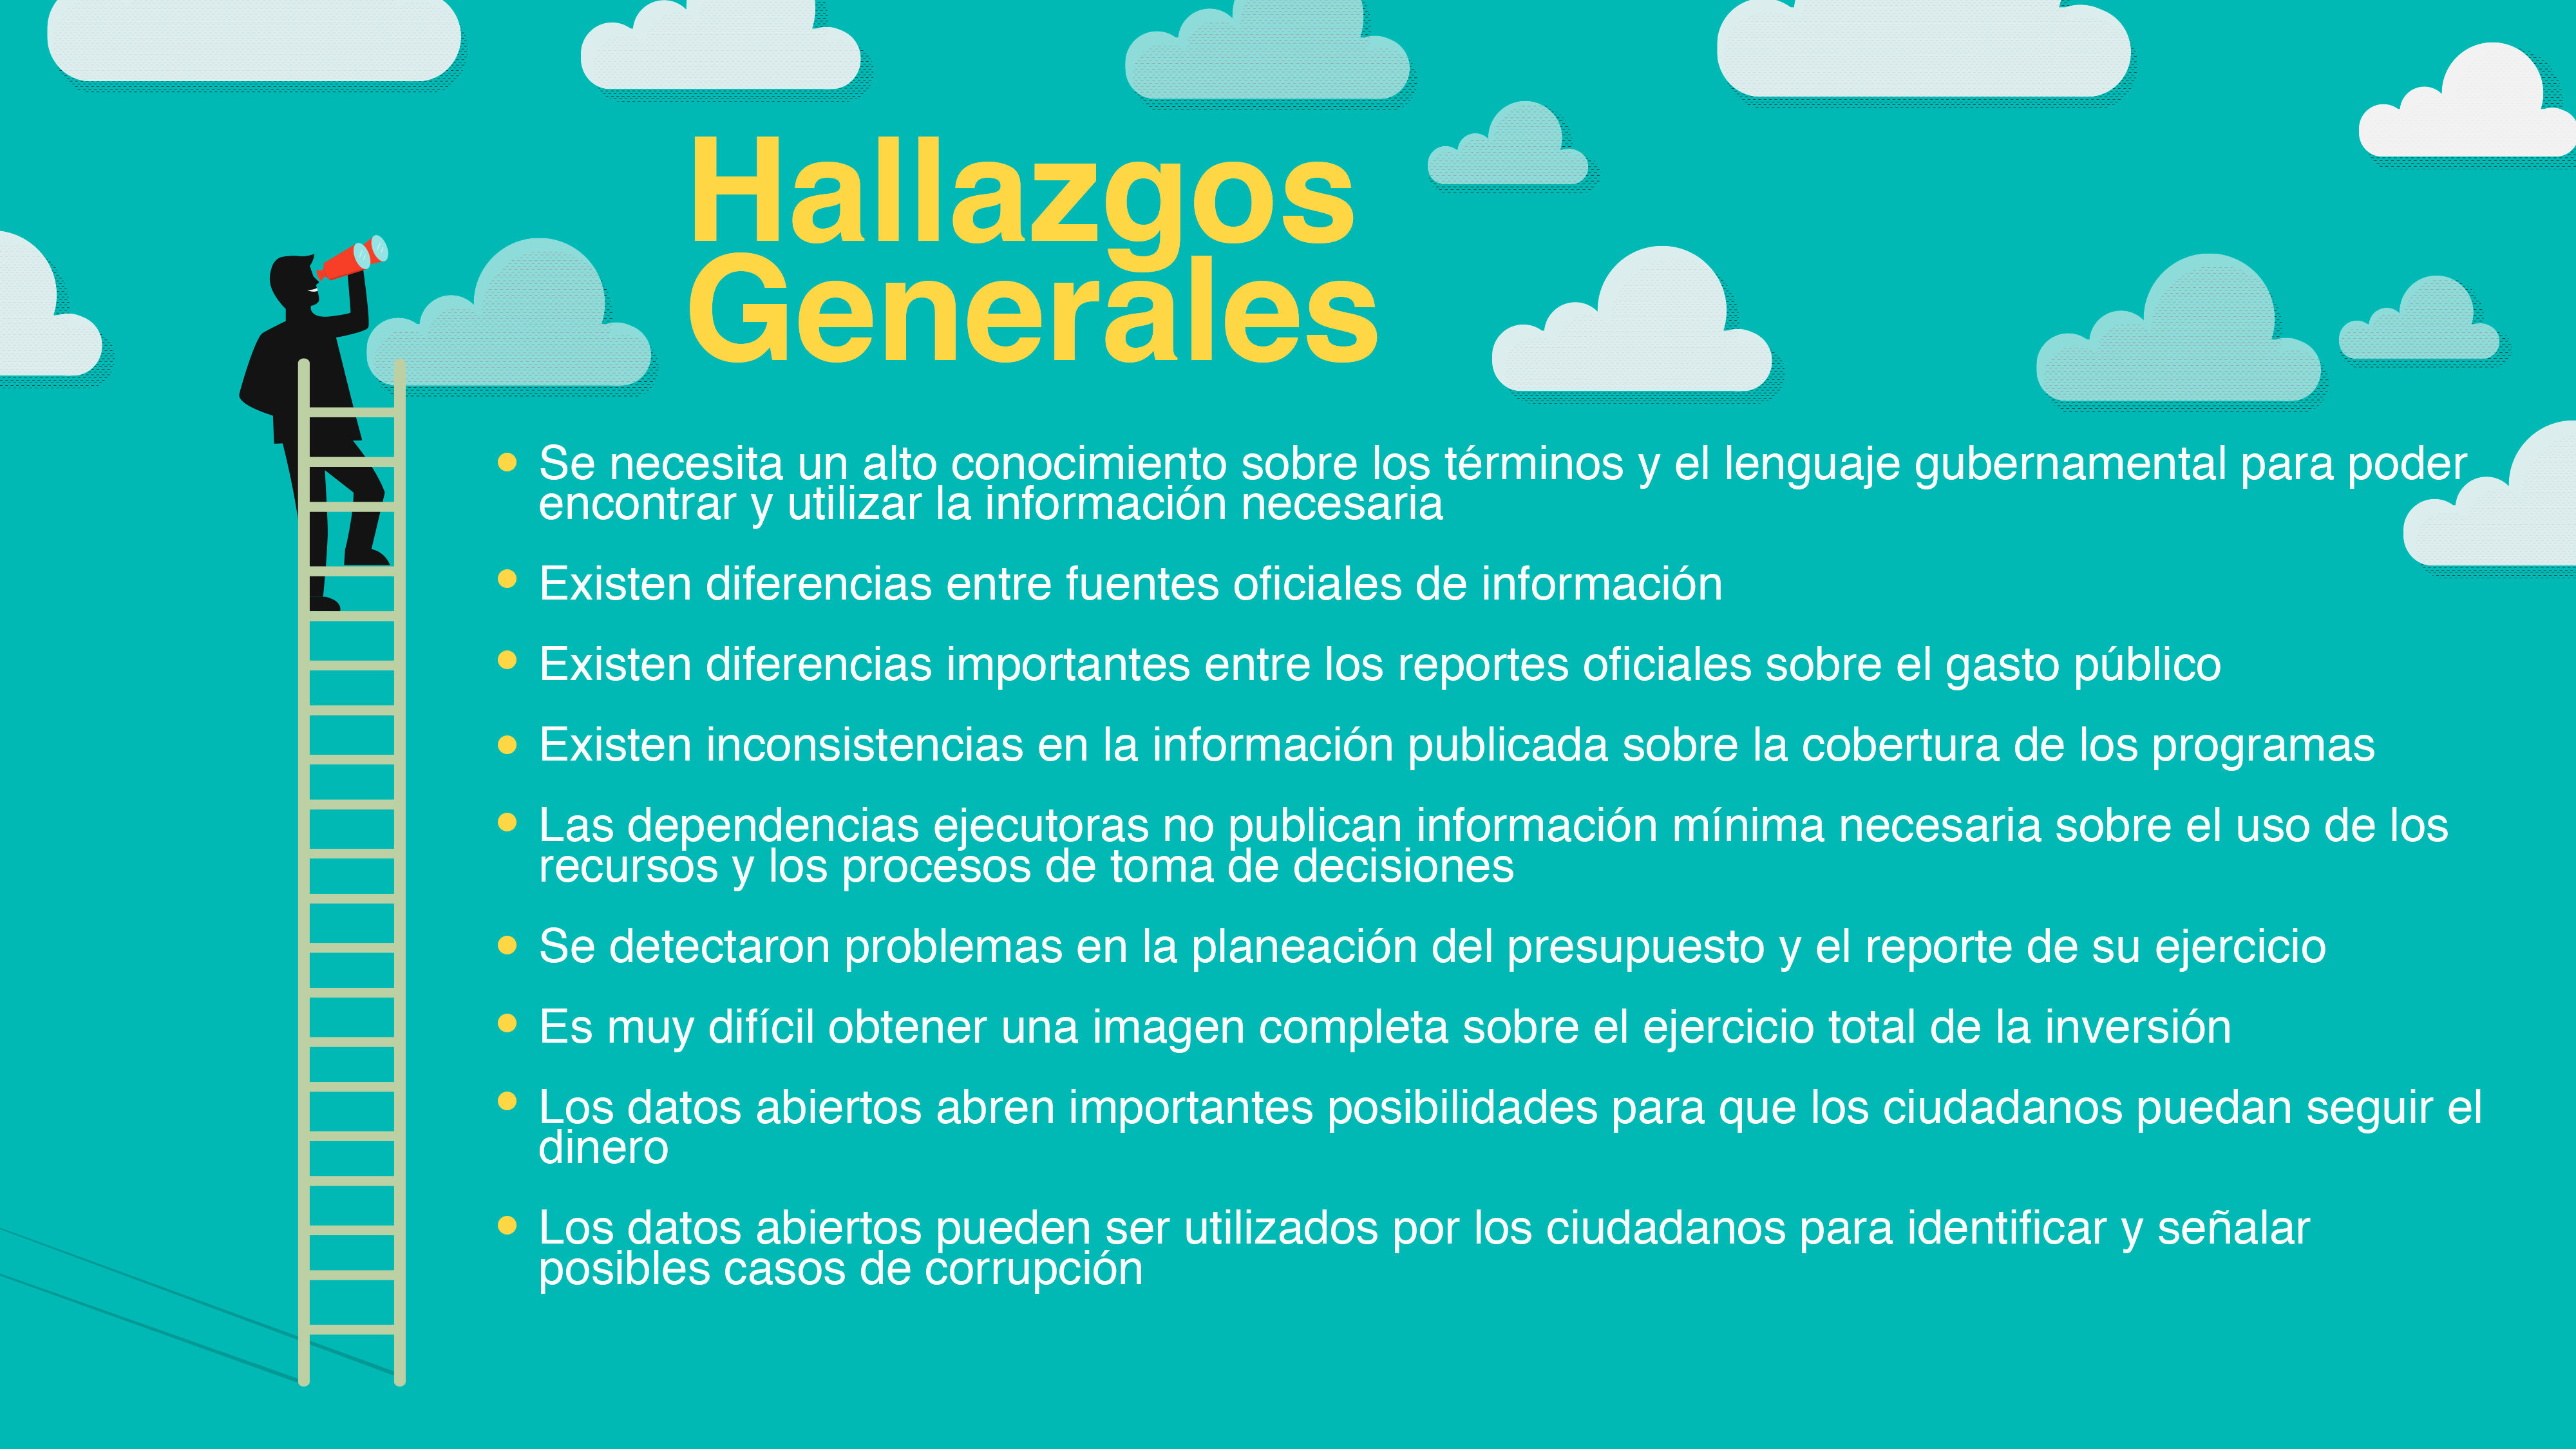 Hallazgos
Generales
Se necesita un alto conocimiento sobre los términos y el lenguaje gubernamental para poder
encontrar y utilizar la información necesaria
Existen diferencias entre fuentes oficiales de información
Existen diferencias importantes entre los reportes oficiales sobre el gasto público
Existen inconsistencias en la información publicada sobre la cobertura de los programas
Las dependencias ejecutoras no publican información mínima necesaria sobre el uso de los
recursos y los procesos de toma de decisiones
Se detectaron problemas en la planeación del presupuesto y el reporte de su ejercicio
Es muy difícil obtener una imagen completa sobre el ejercicio total de la inversión
Los datos abiertos abren importantes posibilidades para que los ciudadanos puedan seguir el
dinero
Los datos abiertos pueden ser utilizados por los ciudadanos para identificar y señalar
posibles casos de corrupción